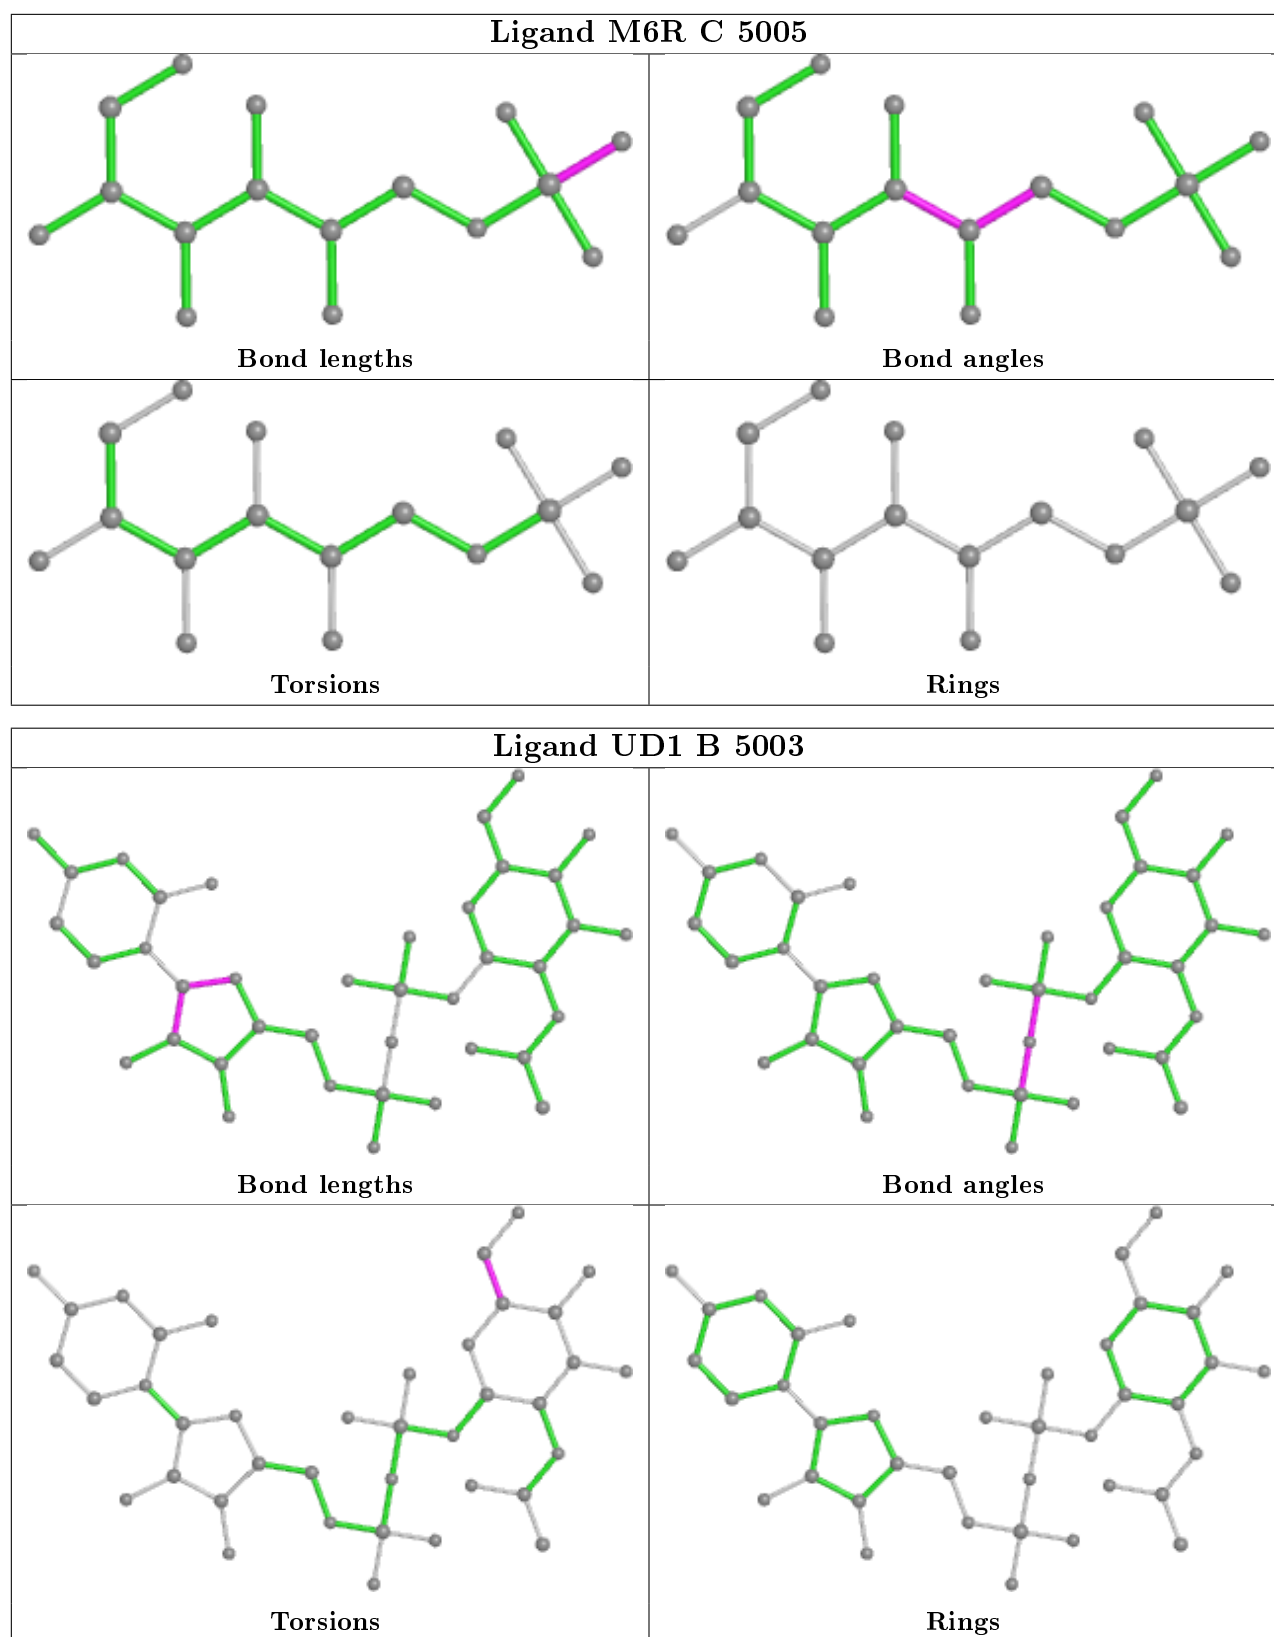 Ligand M6R C 5005
Bond lengths
Bond angles
Torsions
Rings
Ligand UD1 B 5003
Bond lengths
Bond angles
Torsions
Rings